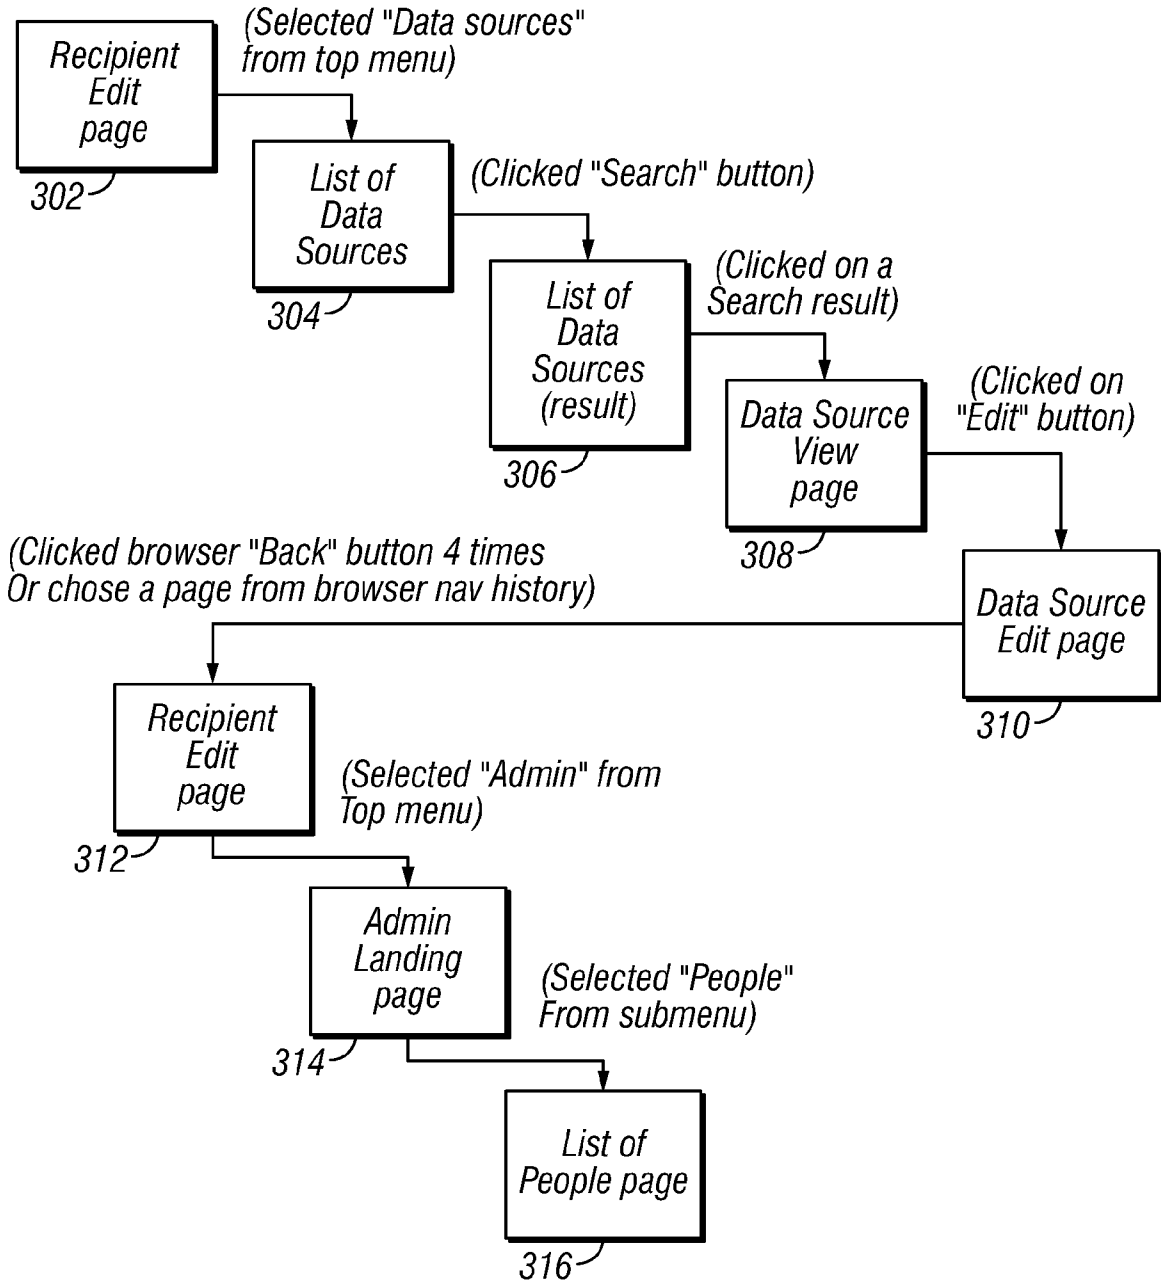 Recipient
Edit
page
302
(Selected "Data sources"
from top menu)
List of
Data
Sources
304
(Clicked "Search" button)
List of
Data
Sources
(result)
306
(Clicked on a
Search result)
Data Source
View
page
308
(Clicked on
"Edit" button)
Data Source
Edit page
310
(Clicked browser "Back" button 4 times
Or chose a page from browser nav history)
Recipient
Edit
page
312
(Selected "Admin" from
Top menu)
Admin
Landing
page
314
(Selected "People"
From submenu)
List of
People page
316